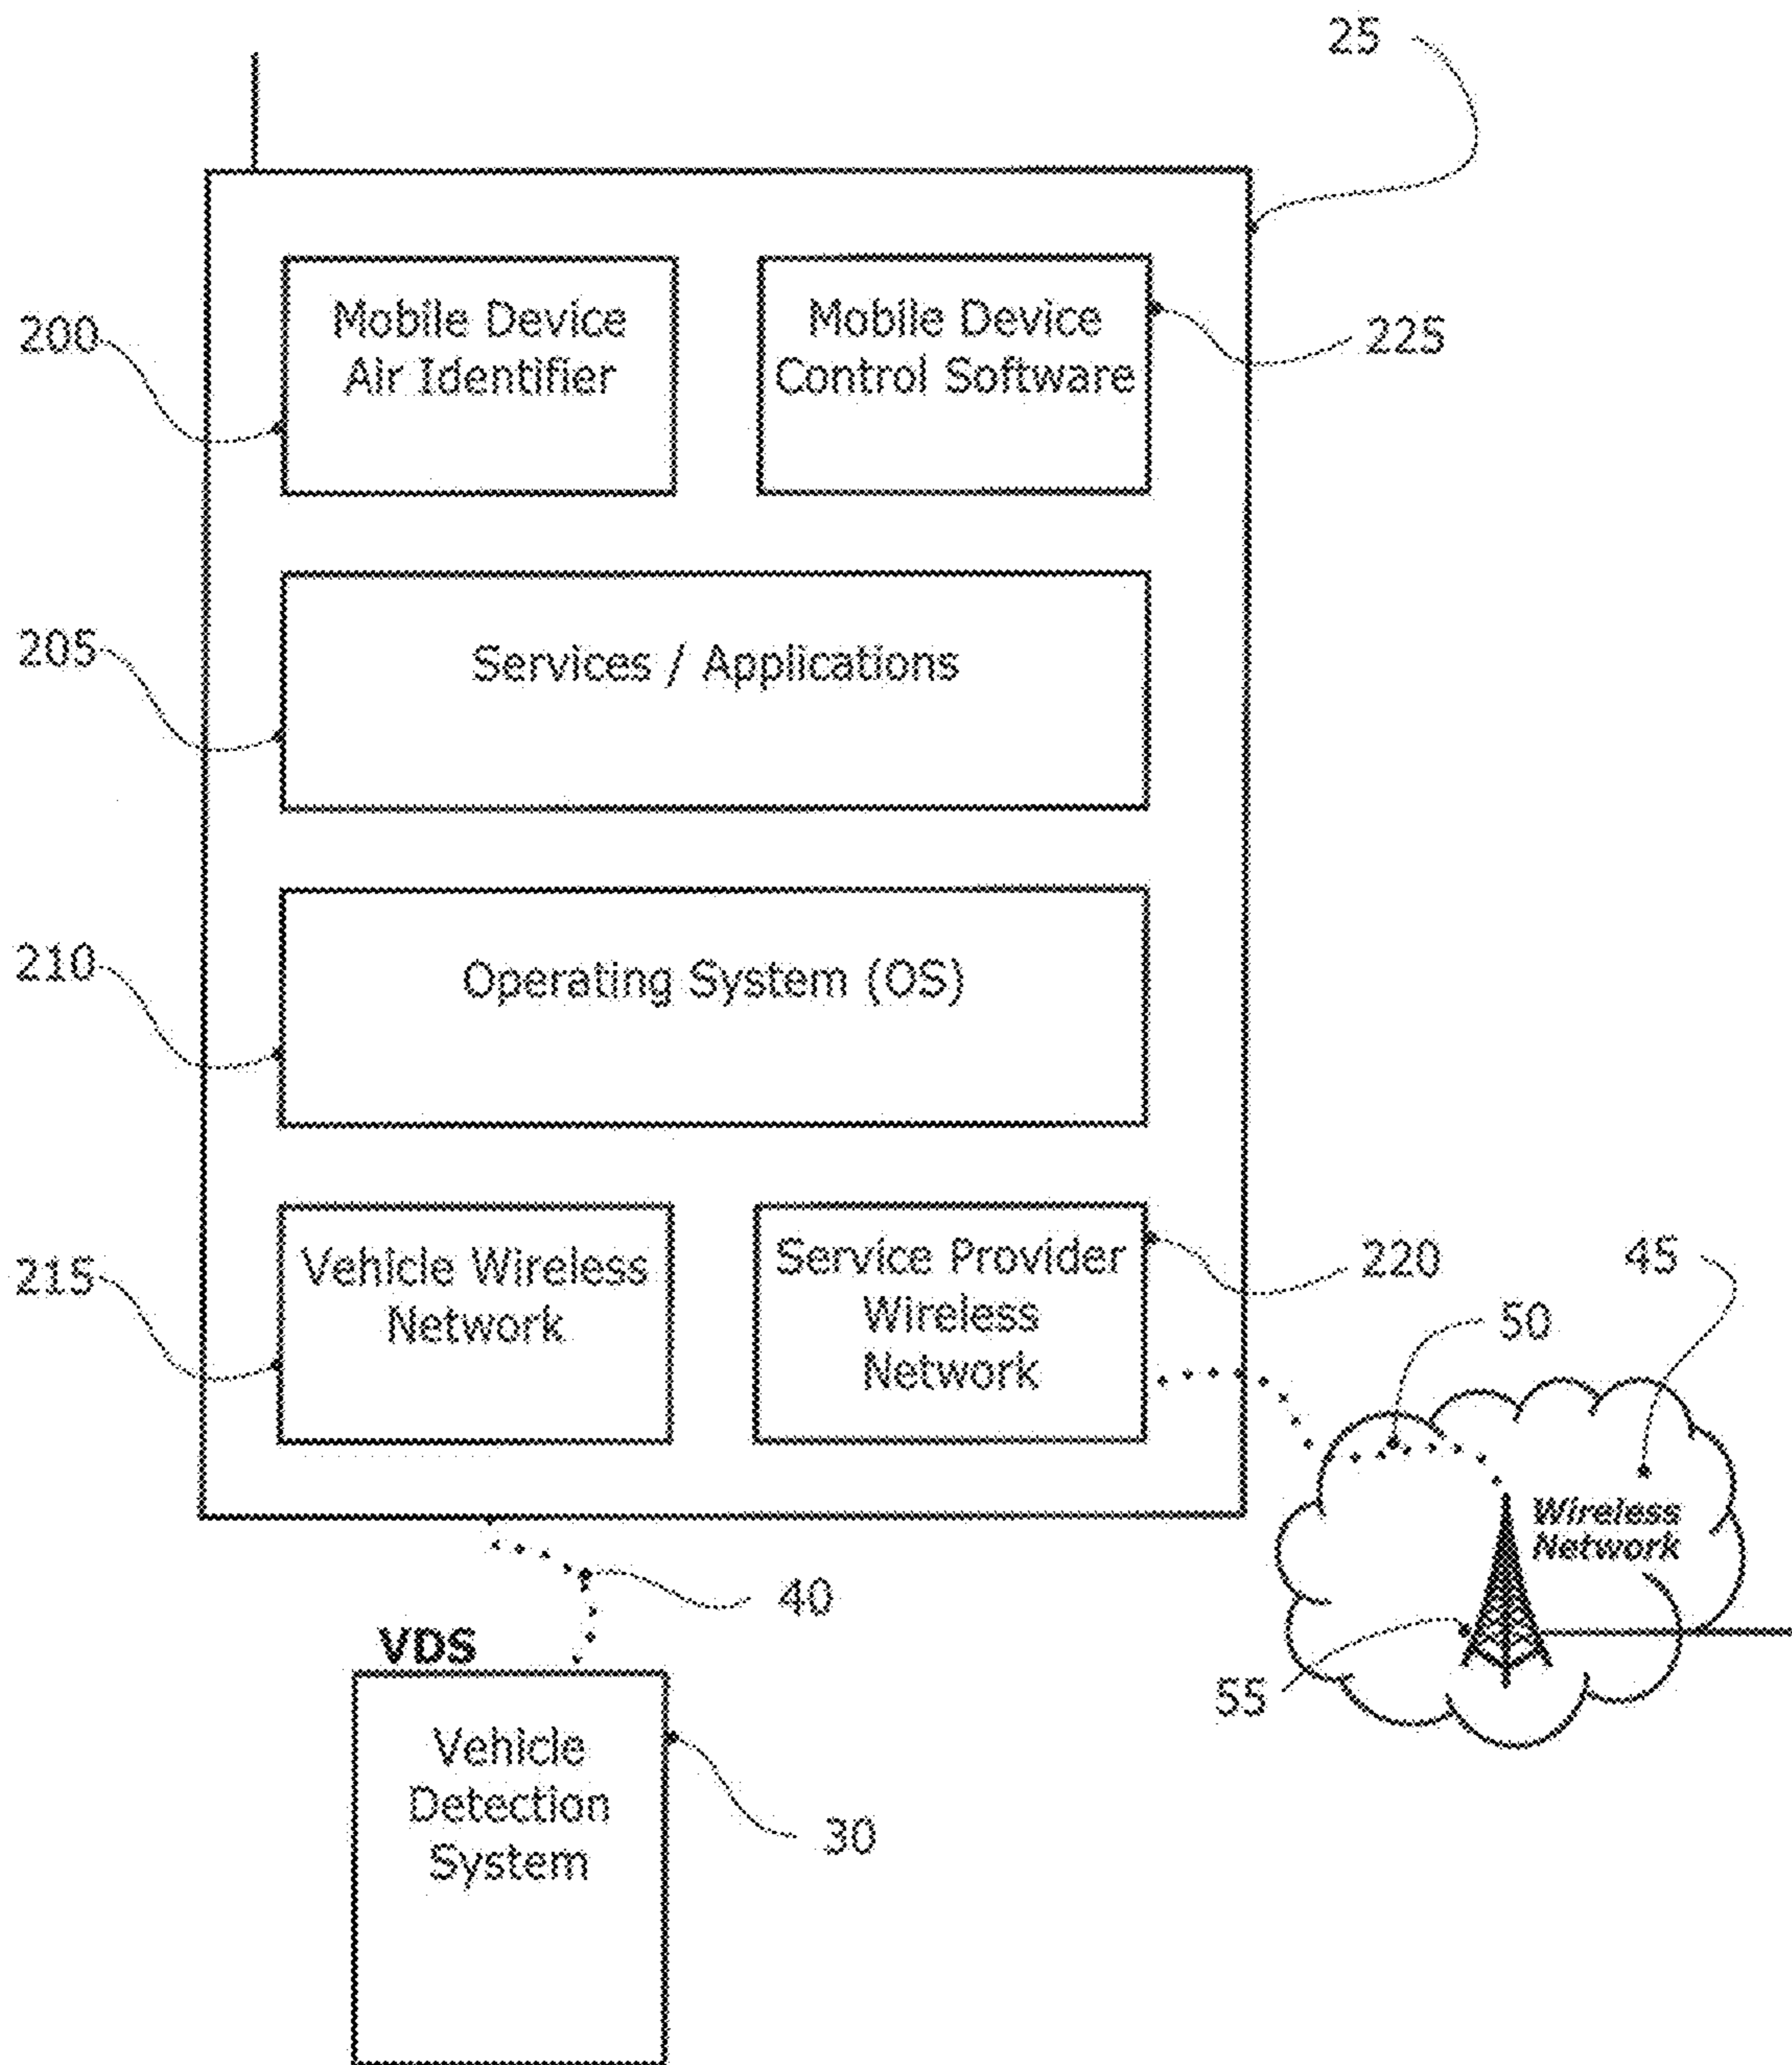 25
Mobile Device
Air Identifier
Mobile Device
Control Software
200
225
Services / Applications
205
Operating System (OS)
210
Vehicle Wireless
Network
Service Provider
Wireless
Network
215
220
45
50
Wireless
Network
40
VDS
55
Vehicle
Detection
System
30